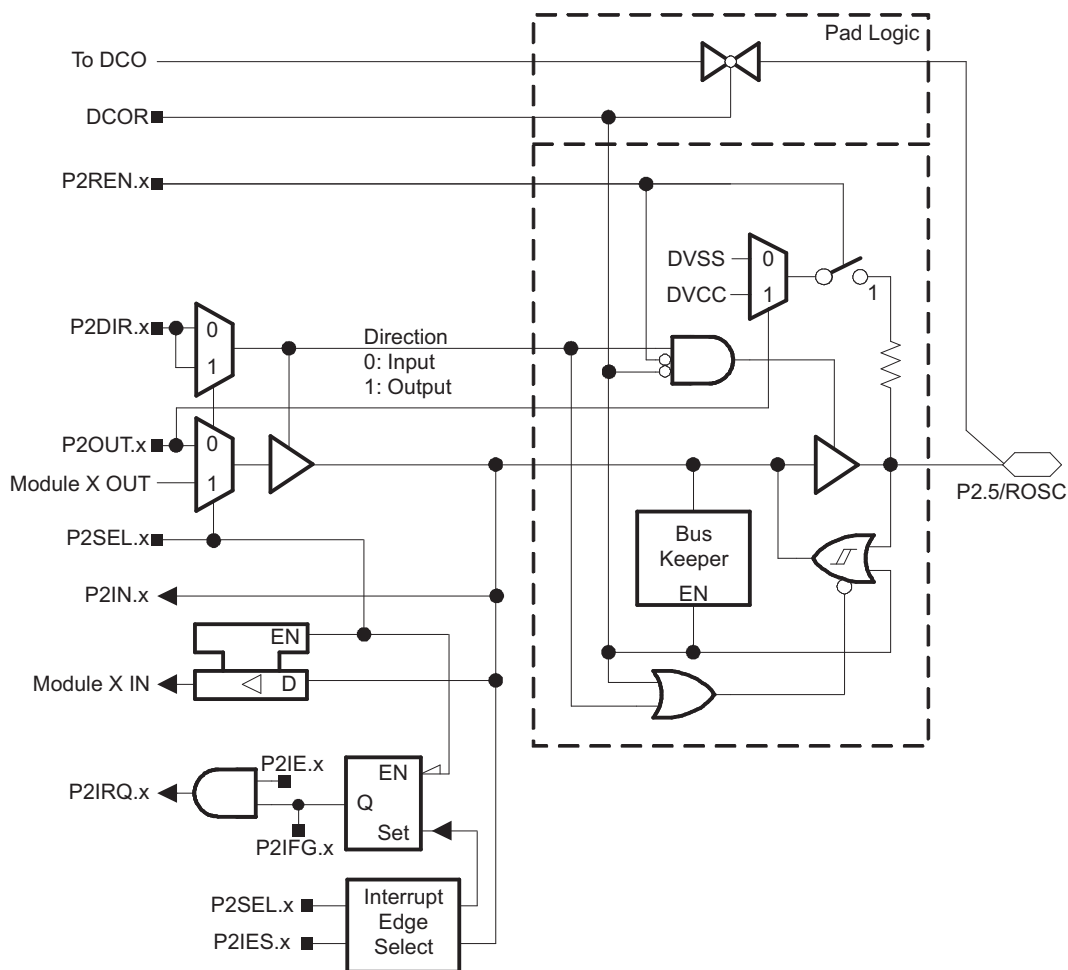 Pad Logic
To DCO
DCOR
P2REN.x
DVSS
0
DVCC
1
1
P2DIR.x
0
1
Direction
0: Input
1: Output
P2OUT.x
0
Module X OUT
1
P2.5/ROSC
P2SEL.x
Bus
Keeper
EN
P2IN.x
EN
Module X IN
D
P2IE.x
EN
P2IRQ.x
Q
P2IFG.x
Set
P2SEL.x
P2IES.x
Interrupt
Edge
Select